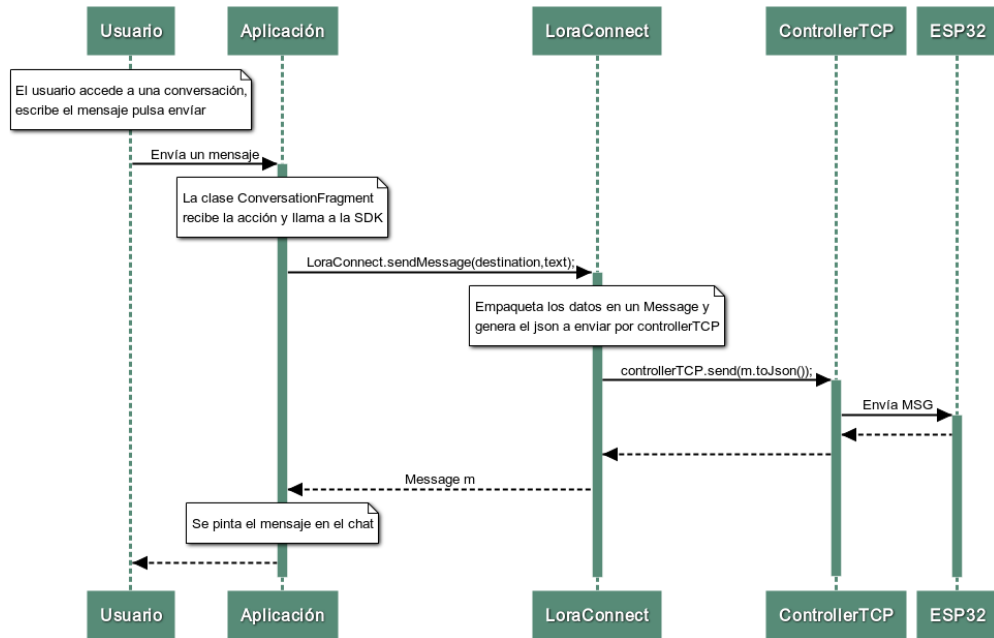 Usuario
Aplicación
LoraConnect
ControllerTCP
ESP32
El usuario accede a una conversación,
escribe el mensaje pulsa envíar
Envía un mensaje
La clase ConversationFragment
recibe la acción y llama a la SDK
LoraConnect.sendMessage(destination,text);
Empaqueta los datos en un Message y
genera el json a enviar por controllerTCP
controllerTCP.send(m.toJson());
Envía MSG
Message m
Se pinta el mensaje en el chat
Usuario
Aplicación
LoraConnect
ControllerTCP
ESP32